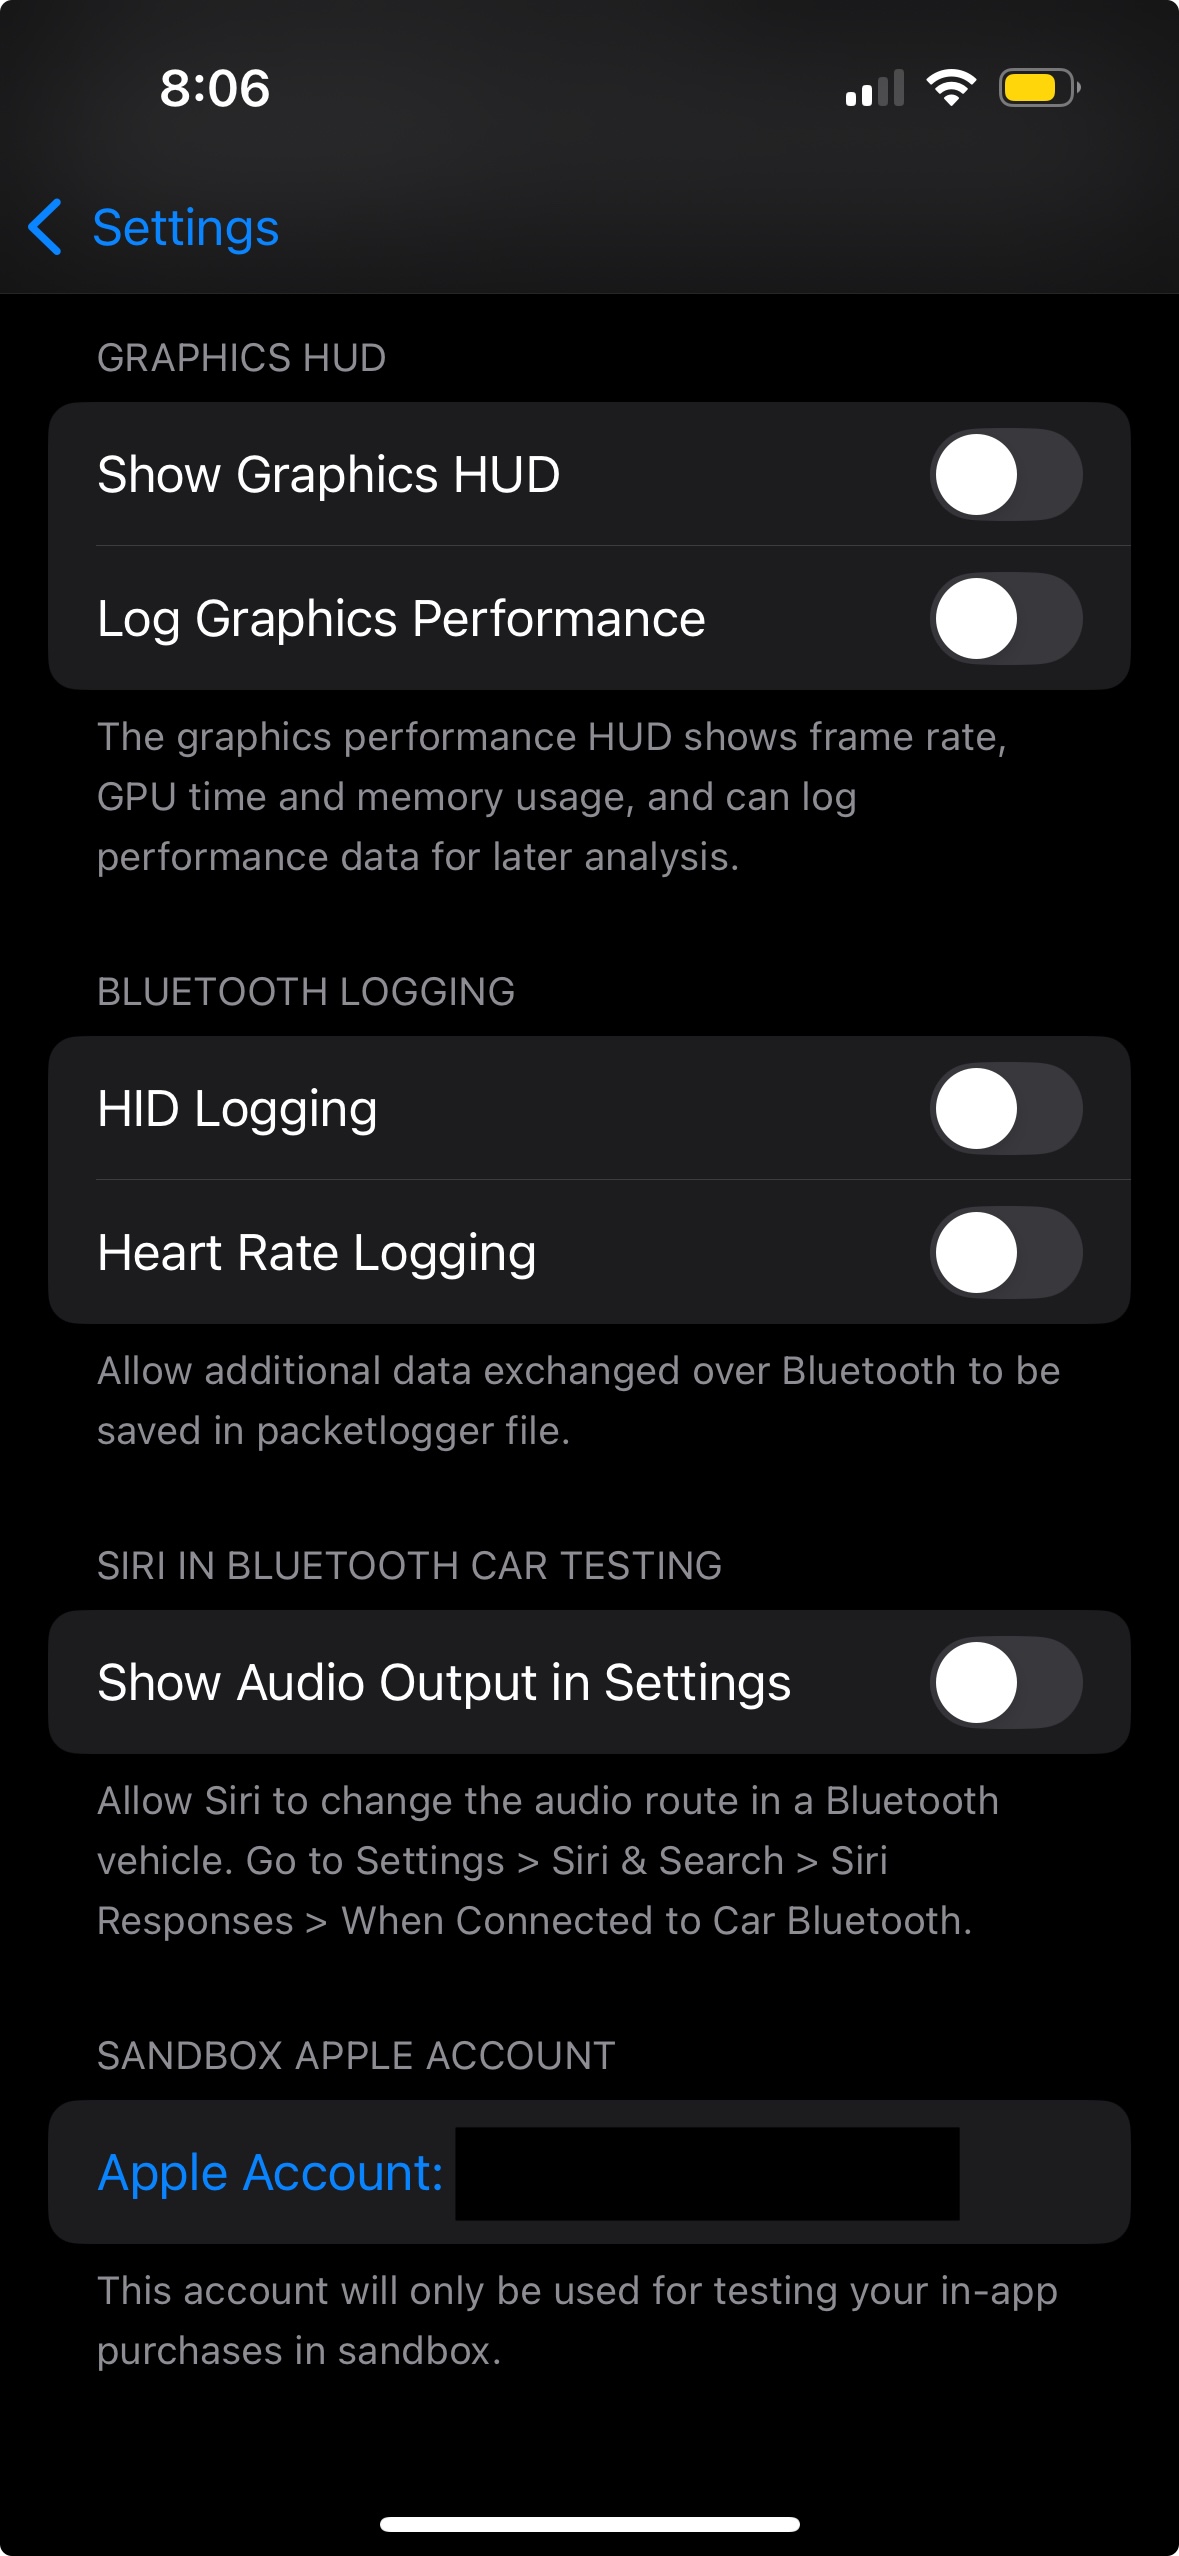 8:06
Settings
GRAPHICS HUD
Show Graphics HUD
Log Graphics Performance
The graphics performance HUD shows frame rate,
GPU time and memory usage, and can log
performance data for later analysis.
BLUETOOTH LOGGING
HID Logging
Heart Rate Logging
Allow additional data exchanged over Bluetooth to be
saved in packetlogger file.
SIRI IN BLUETOOTH CAR TESTING
Show Audio Output in Settings
Allow Siri to change the audio route in a Bluetooth
vehicle. Go to Settings > Siri & Search > Siri
Responses > When Connected to Car Bluetooth.
SANDBOX APPLE ACCOUNT
Apple Account:
This account will only be used for testing your in-app
purchases in sandbox.